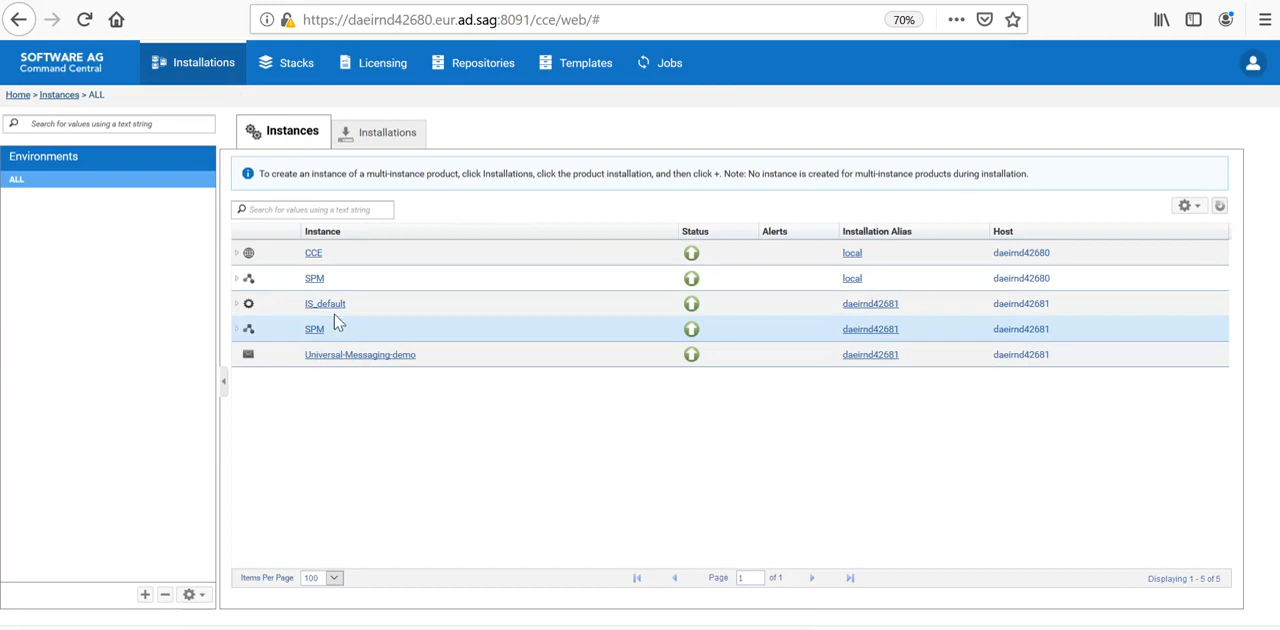 https://daeirnd42680.eur.ad.sag:8091/cce/web/# 70%
SOFTWARE AG
Command Central
Installations Stacks Licensing Repositories Templates Jobs
Home > Instances > ALL
Search for values using a text string
Instances Installations
Environments
ALL
To create an instance of a multi-instance product, click Installations, click the product installation, and then click +. Note: No instance is created for multi-instance products during installation.
Search for values using a text string
Instance Status Alerts Installation Alias Host
CCE local daeirnd42680
SPM local daeirnd42680
IS_default daeirnd42681 daeirnd42681
SPM daeirnd42681 daeirnd42681
Universal-Messaging-demo daeirnd42681 daeirnd42681
Items Per Page 100 Page 1 of 1 Displaying 1 - 5 of 5